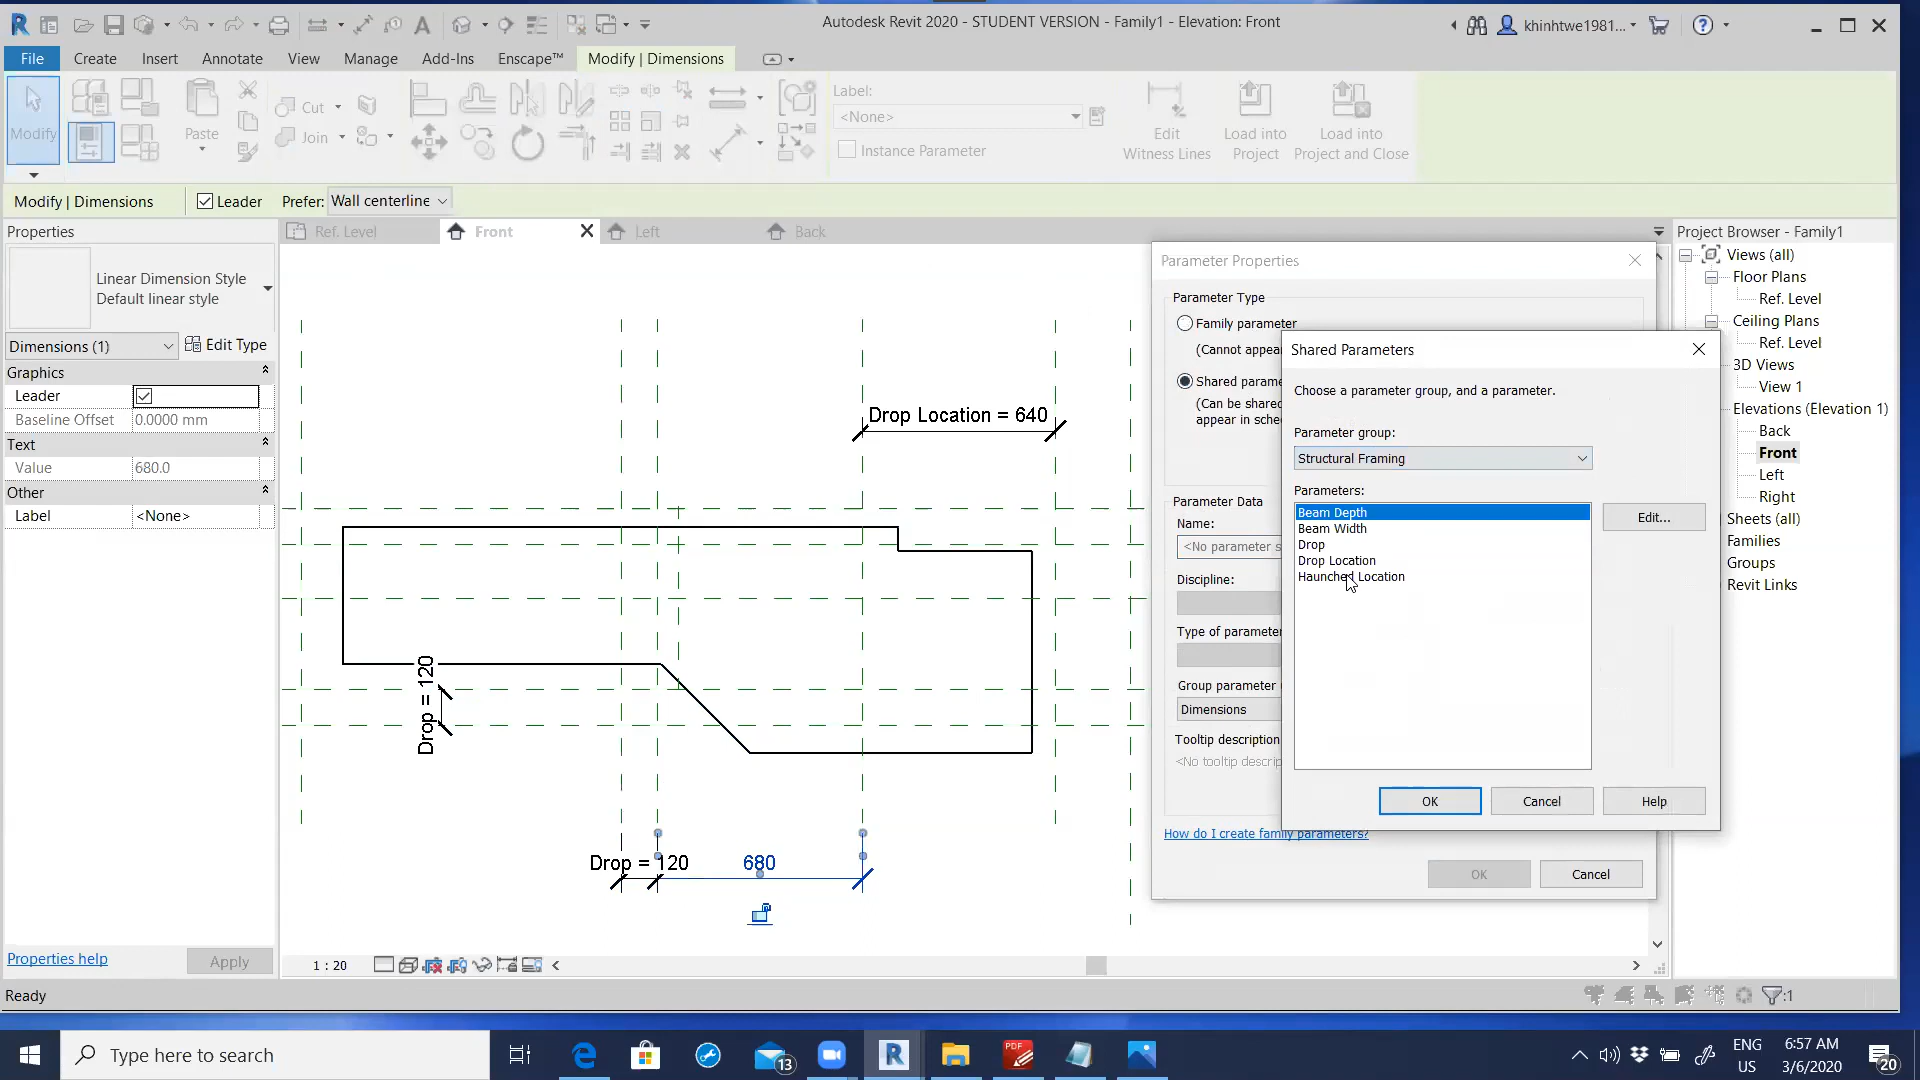 Autodesk Revit 2020 - STUDENT VERSION - Family1 - Elevation: Front
khinhtwe1981...
File Create Insert Annotate View Manage Add-Ins Enscape™ Modify | Dimensions
Modify
Paste
Cut
Join
Label:
<None>
Instance Parameter
Edit
Witness Lines
Load into
Project
Load into
Project and Close
Modify | Dimensions
Leader
Prefer:
Wall centerline
Properties
Linear Dimension Style
Default linear style
Dimensions (1)
Edit Type
Graphics
Leader
Baseline Offset 0.0000 mm
Text
Value 680.0
Other
Label <None>
Properties help
Apply
Ref. Level
Front
Left
Back
Drop Location = 640
Drop = 120
Drop = 120
680
1 : 20
Parameter Properties
Parameter Type
Family parameter
(Cannot appea
Shared parame
(Can be shared
appear in sche
Parameter Data
Name:
<No parameter s
Discipline:
Type of parameter
Group parameter
Dimensions
Tooltip description
<No tooltip descrip
How do I create family parameters?
OK
Cancel
Shared Parameters
Choose a parameter group, and a parameter.
Parameter group:
Structural Framing
Parameters:
Beam Depth
Beam Width
Drop
Drop Location
Haunched Location
Edit...
OK
Cancel
Help
Project Browser - Family1
Views (all)
Floor Plans
Ref. Level
Ceiling Plans
Ref. Level
3D Views
View 1
Elevations (Elevation 1)
Back
Front
Left
Right
Sheets (all)
Families
Groups
Revit Links
Ready
:1
Type here to search
13
ENG
US
6:57 AM
3/6/2020
20